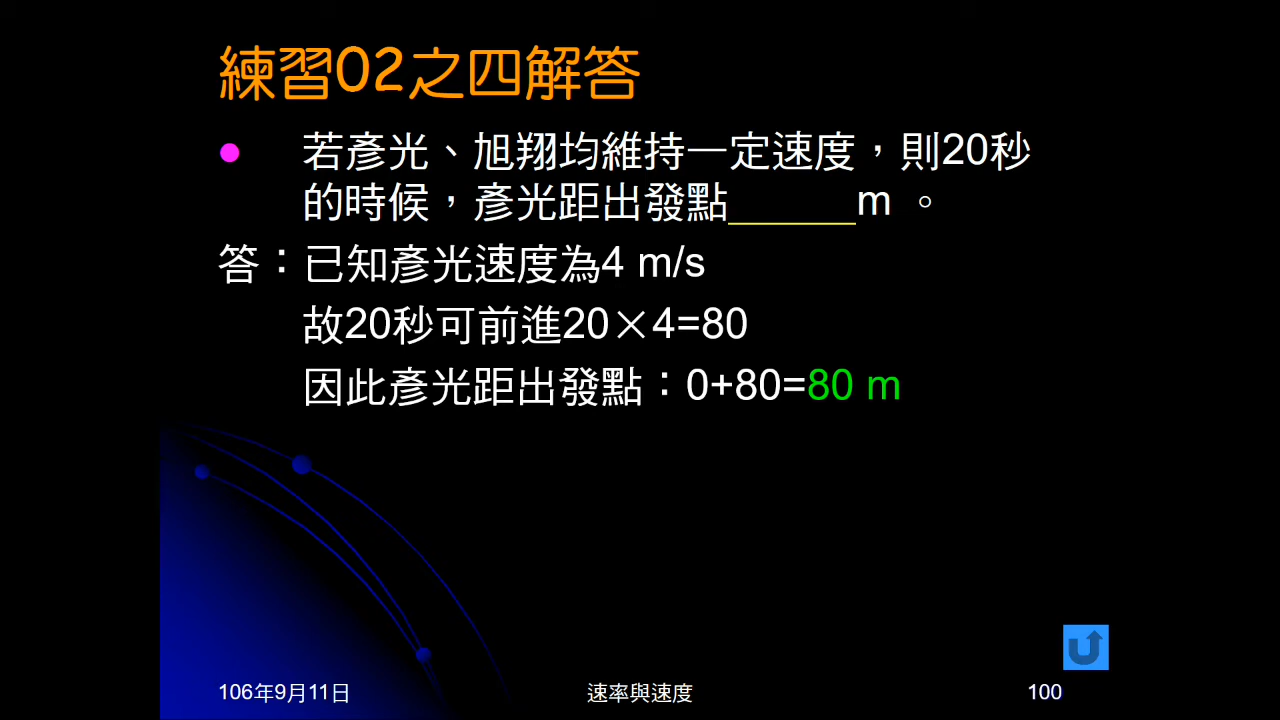 練習02之四解答
若彥光、旭翔均維持一定速度，則20秒
的時候，彥光距出發點______m 。
答：已知彥光速度為4 m/s
故20秒可前進20×4=80
因此彥光距出發點：0+80=80 m
106年9月11日
速率與速度
100